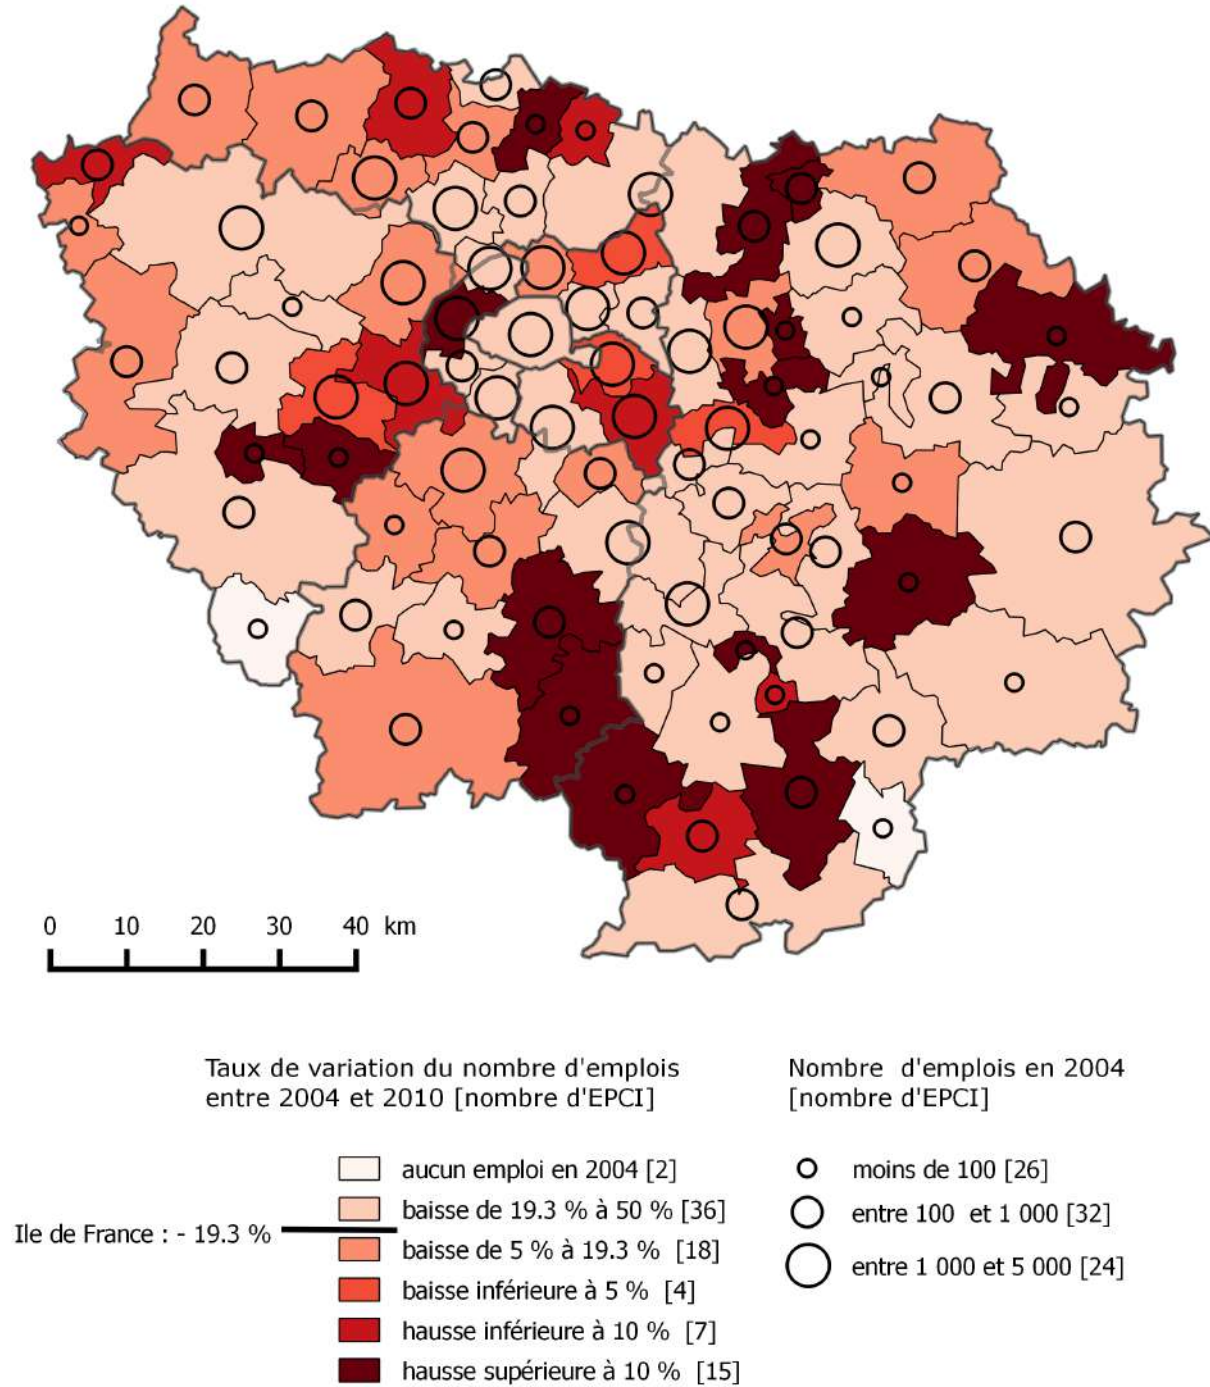 0 10 20 30 40 km
Taux de variation du nombre d'emplois
entre 2004 et 2010 [nombre d'EPCI]
aucun emploi en 2004 [2]
baisse de 19.3 % à 50 % [36]
Ile de France : - 19.3 %
baisse de 5 % à 19.3 % [18]
baisse inférieure à 5 % [4]
hausse inférieure à 10 % [7]
hausse supérieure à 10 % [15]
Nombre d'emplois en 2004
[nombre d'EPCI]
moins de 100 [26]
entre 100 et 1 000 [32]
entre 1 000 et 5 000 [24]